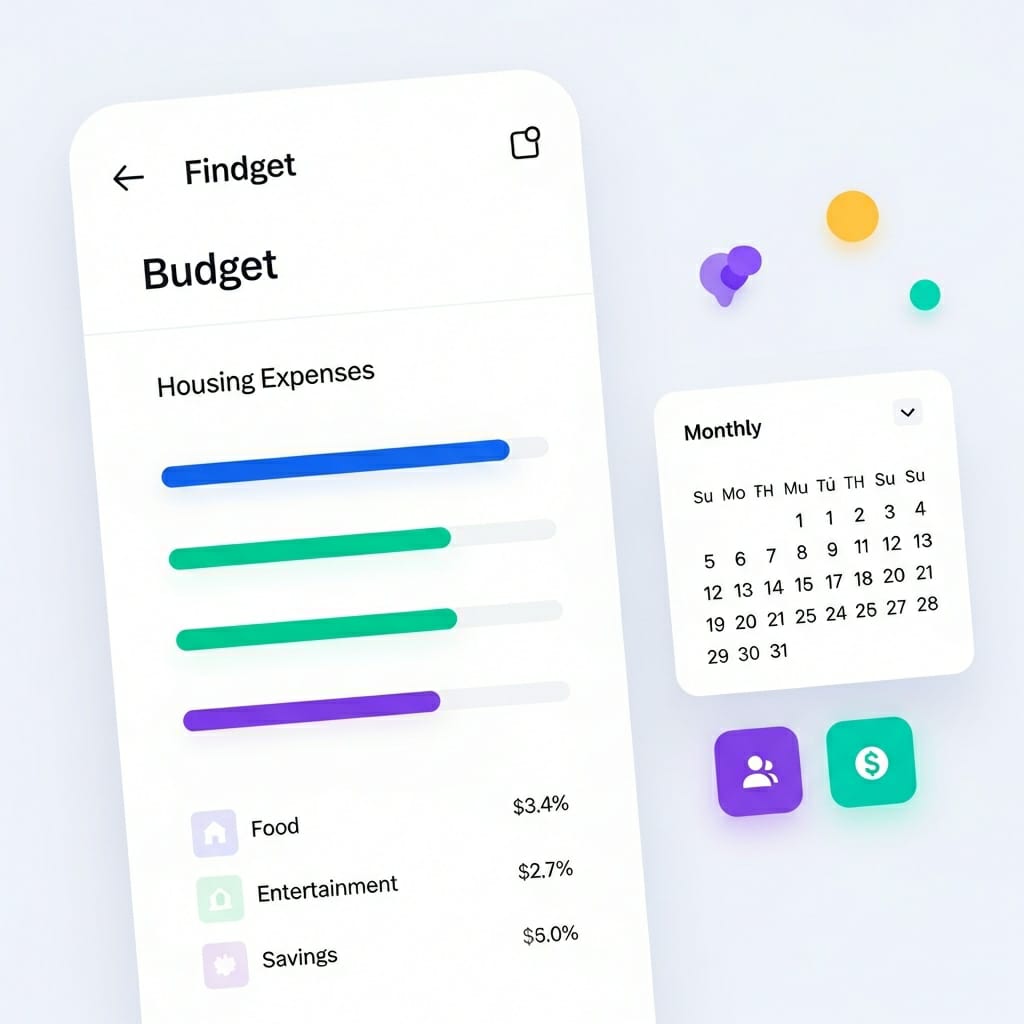 Findget
Budget
Housing Expenses
Food $3.4%
Entertainment $2.7%
Savings $5.0%
Monthly
Su Mo FH Mu Tú TH Su Su
1 1 2 3 4
5 6 7 8 9 11 12 13
12 13 14 15 17 18 20 21
19 20 21 25 24 25 27 28
29 30 31
$